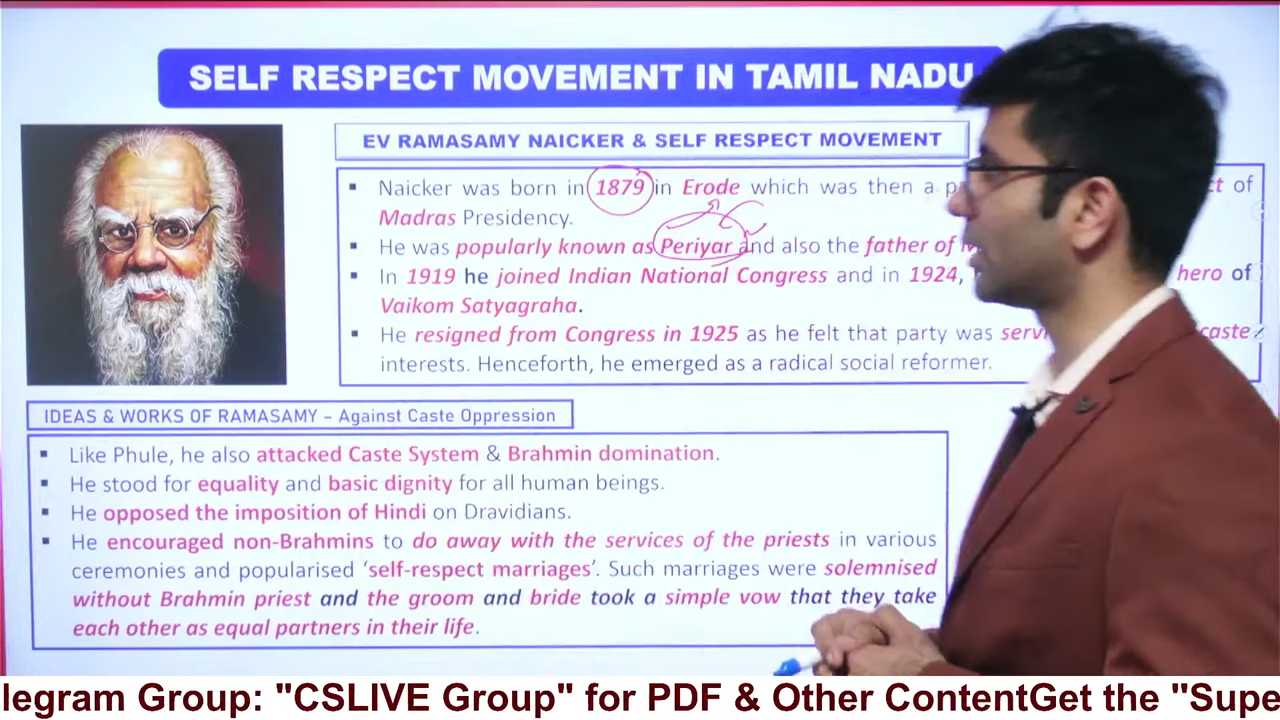 SELF RESPECT MOVEMENT IN TAMIL NADU
EV RAMASAMY NAICKER & SELF RESPECT MOVEMENT
▪ Naicker was born in 1879 in Erode which was then a p ct of
Madras Presidency.
▪ He was popularly known as Periyar and also the father of
▪ In 1919 he joined Indian National Congress and in 1924, hero of
Vaikom Satyagraha.
▪ He resigned from Congress in 1925 as he felt that party was servi caste
interests. Henceforth, he emerged as a radical social reformer.
IDEAS & WORKS OF RAMASAMY – Against Caste Oppression
▪ Like Phule, he also attacked Caste System & Brahmin domination.
▪ He stood for equality and basic dignity for all human beings.
▪ He opposed the imposition of Hindi on Dravidians.
▪ He encouraged non-Brahmins to do away with the services of the priests in various
ceremonies and popularised ‘self-respect marriages’. Such marriages were solemnised
without Brahmin priest and the groom and bride took a simple vow that they take
each other as equal partners in their life.
legram Group: "CSLIVE Group" for PDF & Other ContentGet the "Supe